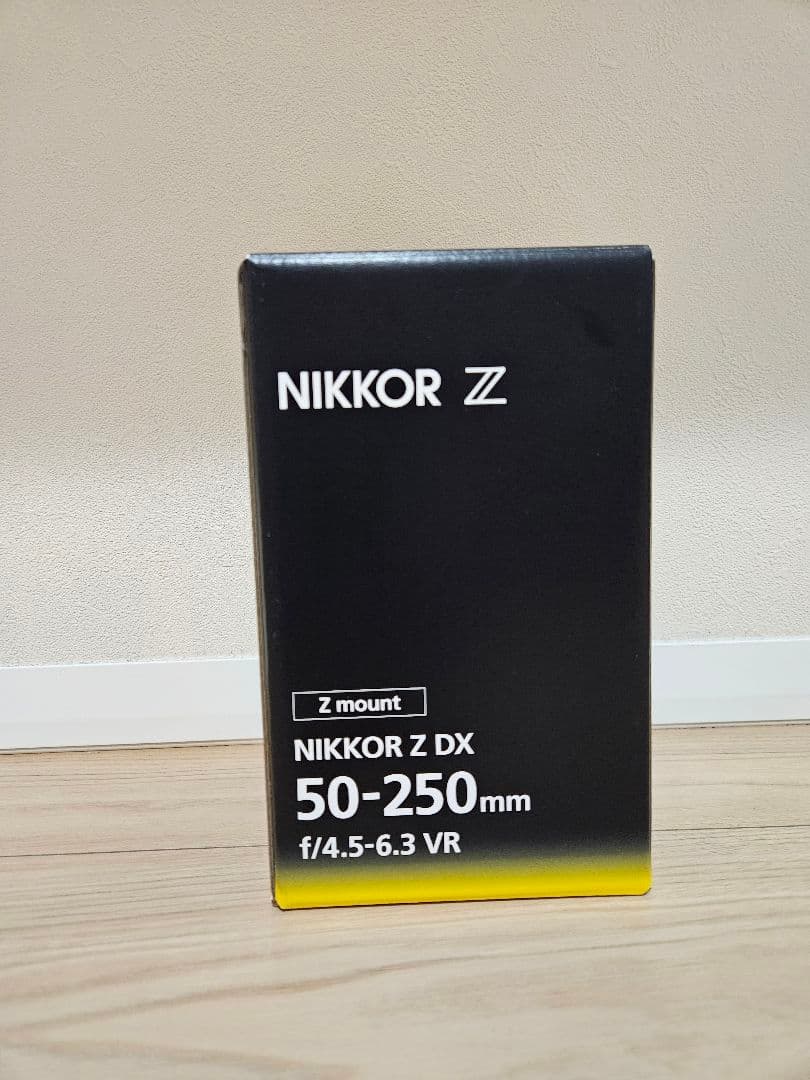 NIKKOR Z
Z mount
NIKKOR Z DX
50-250mm
f/4.5-6.3 VR